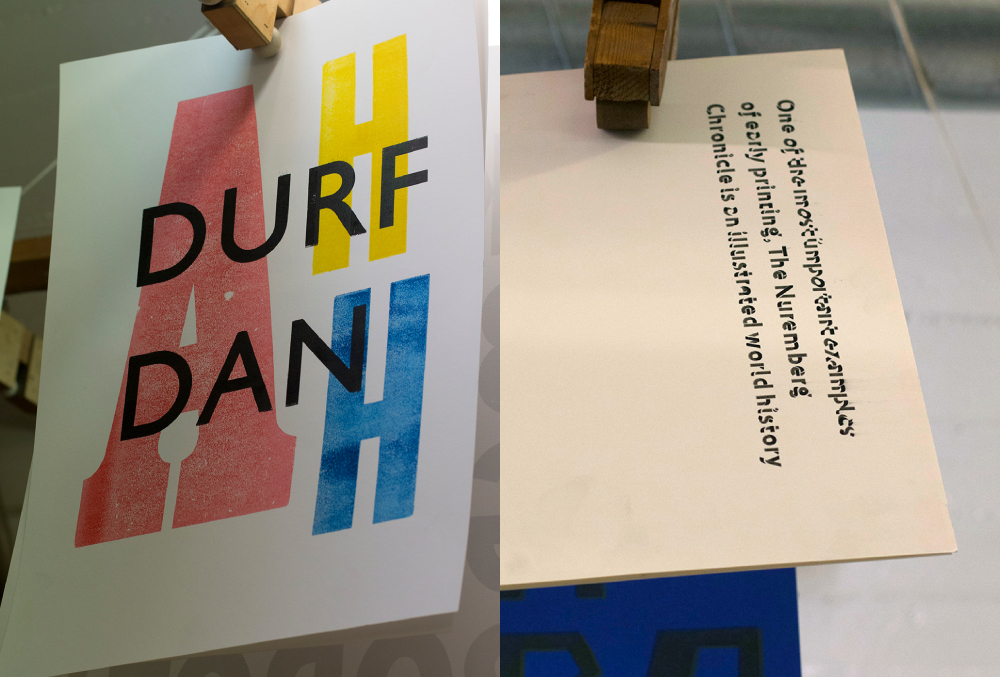 A
H
H
DURF
DAN
One of the most important examples
of early printing, The Nuremberg
Chronicle is an illustrated world history